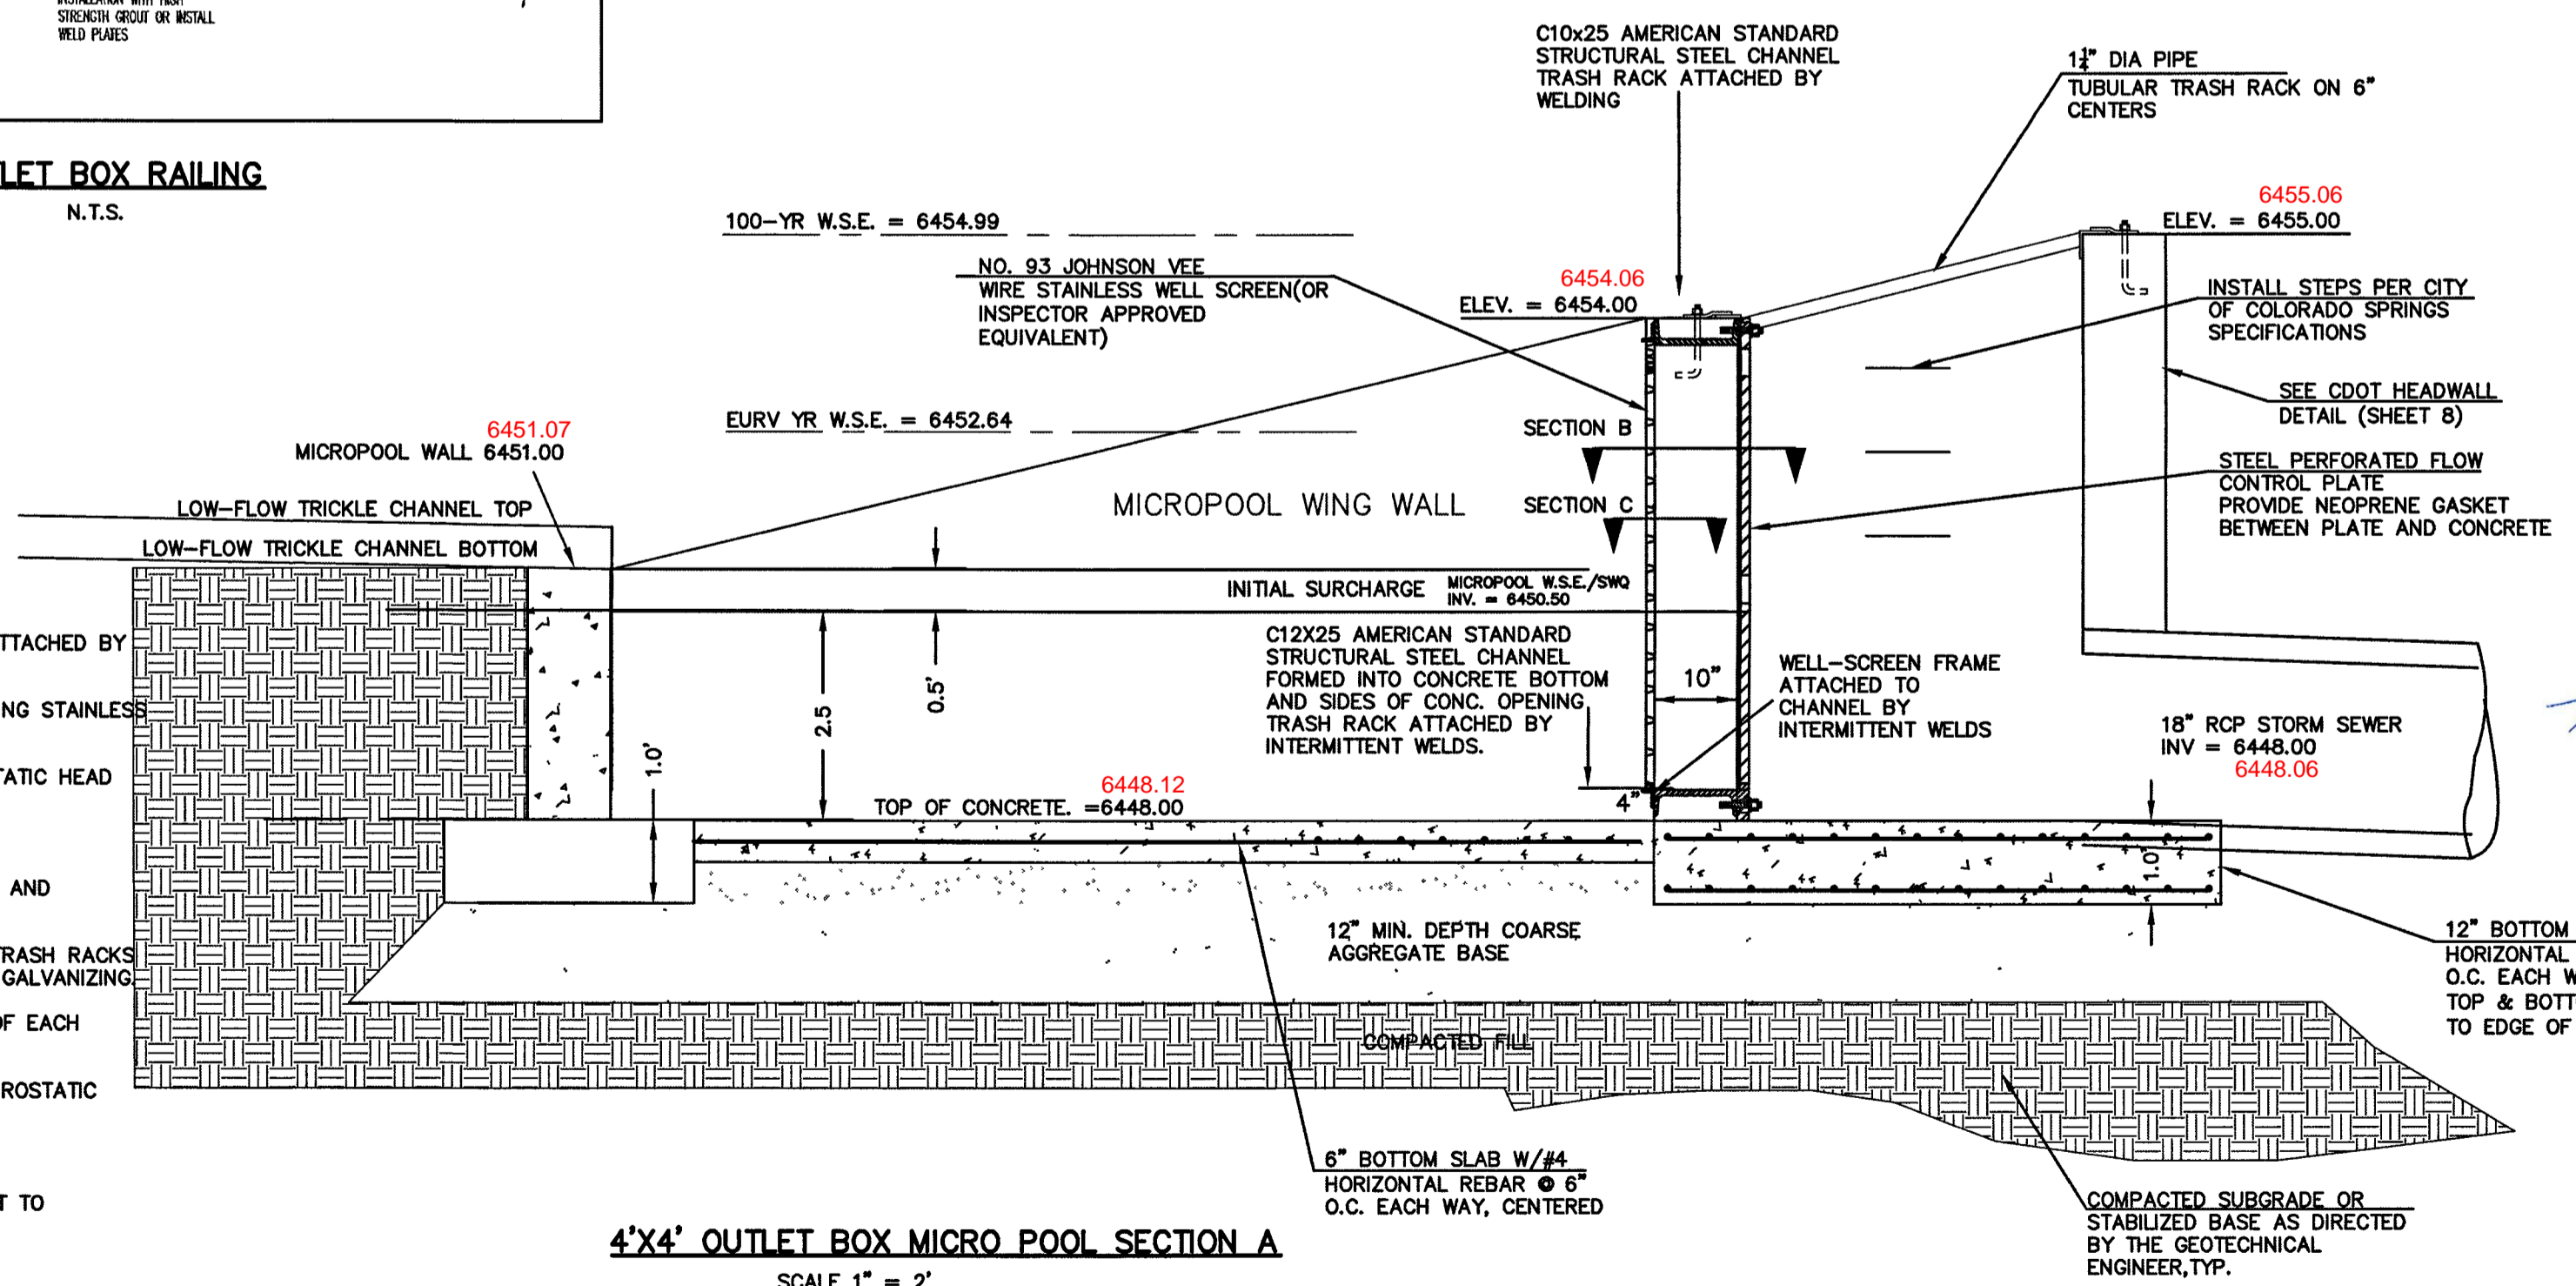 STRENGTH GROUT OR INSTALL
WELD PLATES
LET BOX RAILING
N.T.S.
C10x25 AMERICAN STANDARD
STRUCTURAL STEEL CHANNEL
TRASH RACK ATTACHED BY
WELDING
1¼" DIA PIPE
TUBULAR TRASH RACK ON 6"
CENTERS
100-YR W.S.E. = 6454.99
6455.06
ELEV. = 6455.00
NO. 93 JOHNSON VEE
WIRE STAINLESS WELL SCREEN(OR
INSPECTOR APPROVED
EQUIVALENT)
6454.06
ELEV. = 6454.00
INSTALL STEPS PER CITY
OF COLORADO SPRINGS
SPECIFICATIONS
SEE CDOT HEADWALL
DETAIL (SHEET 8)
EURV YR W.S.E. = 6452.64
6451.07
MICROPOOL WALL 6451.00
SECTION B
SECTION C
STEEL PERFORATED FLOW
CONTROL PLATE
PROVIDE NEOPRENE GASKET
BETWEEN PLATE AND CONCRETE
MICROPOOL WING WALL
LOW-FLOW TRICKLE CHANNEL TOP
LOW-FLOW TRICKLE CHANNEL BOTTOM
INITIAL SURCHARGE
MICROPOOL W.S.E./SWQ
INV. = 6450.50
TTACHED BY
NG STAINLESS
TATIC HEAD
AND
TRASH RACKS
GALVANIZING.
OF EACH
ROSTATIC
T TO
C12X25 AMERICAN STANDARD
STRUCTURAL STEEL CHANNEL
FORMED INTO CONCRETE BOTTOM
AND SIDES OF CONC. OPENING
TRASH RACK ATTACHED BY
INTERMITTENT WELDS.
10"
WELL-SCREEN FRAME
ATTACHED TO
CHANNEL BY
INTERMITTENT WELDS
2.5
0.5'
1.0'
18" RCP STORM SEWER
INV = 6448.00
6448.06
6448.12
TOP OF CONCRETE. =6448.00
4"
1.0'
12" MIN. DEPTH COARSE
AGGREGATE BASE
12" BOTTOM
HORIZONTAL
O.C. EACH W
TOP & BOTT
TO EDGE OF
COMPACTED FILL
6" BOTTOM SLAB W/#4
HORIZONTAL REBAR @ 6"
O.C. EACH WAY, CENTERED
COMPACTED SUBGRADE OR
STABILIZED BASE AS DIRECTED
BY THE GEOTECHNICAL
ENGINEER,TYP.
4'X4' OUTLET BOX MICRO POOL SECTION A
SCALE 1" = 2'